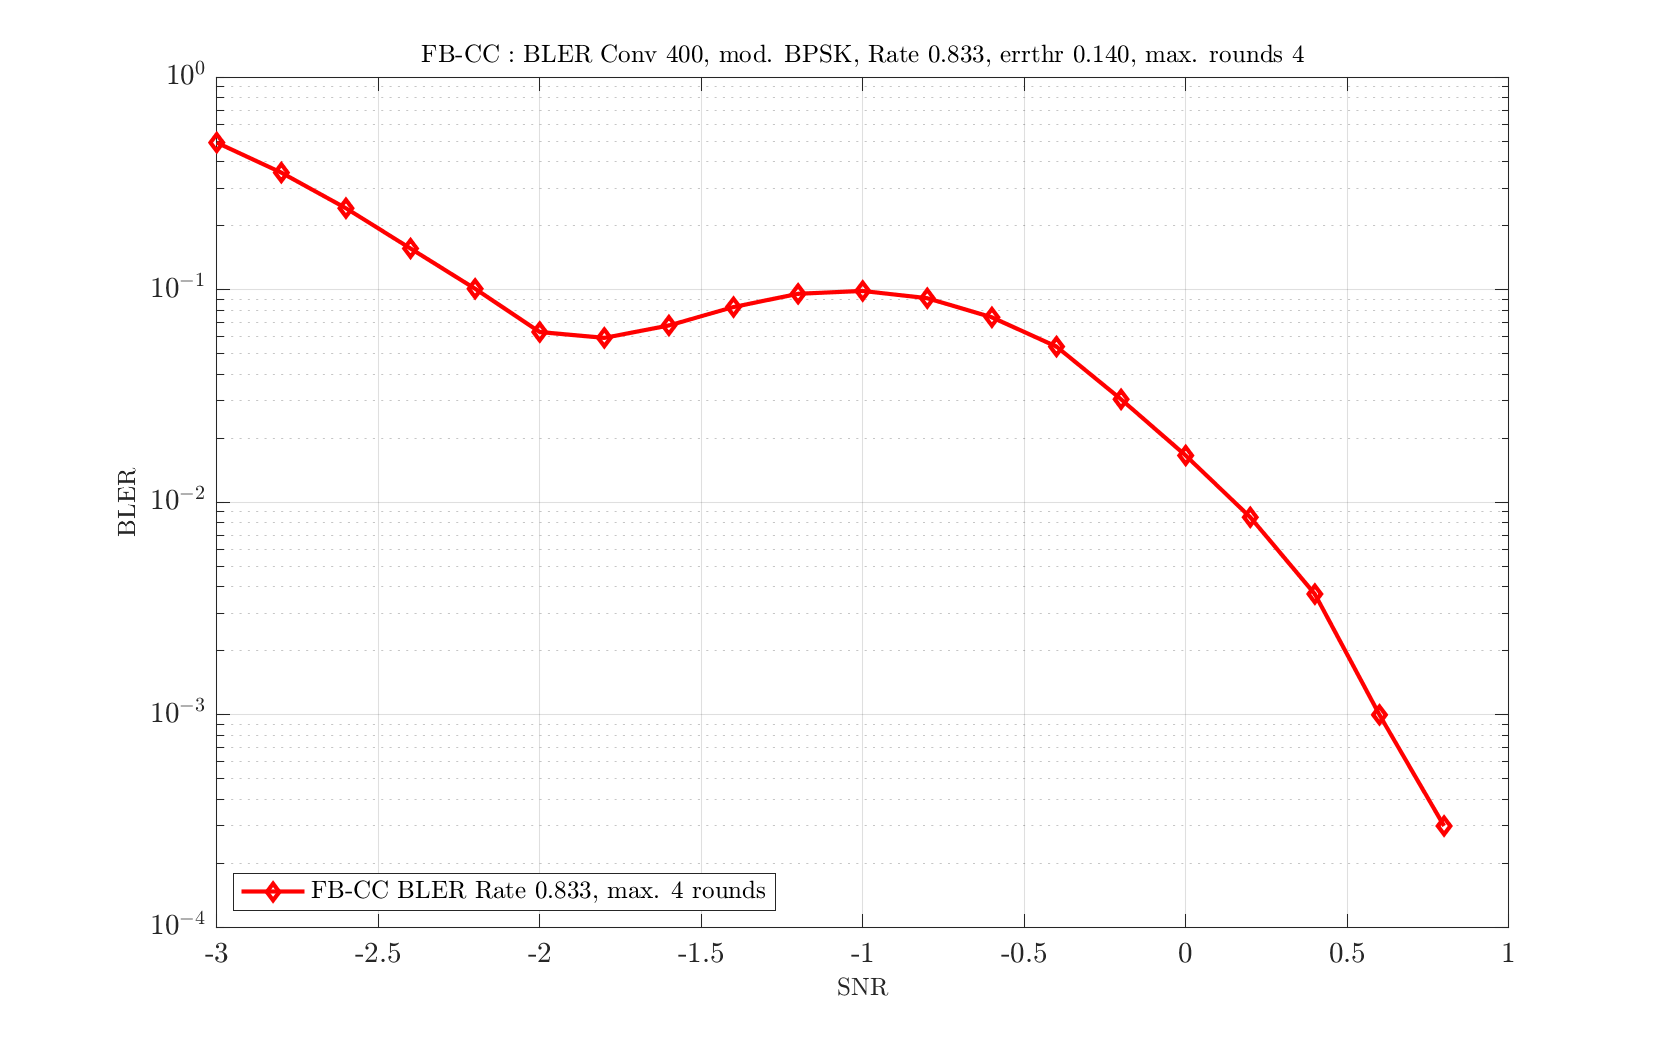 FB-CC : BLER Conv 400, mod. BPSK, Rate 0.833, errthr 0.140, max. rounds 4
10^0
10^-1
10^-2
10^-3
10^-4
BLER
FB-CC BLER Rate 0.833, max. 4 rounds
-3 -2.5 -2 -1.5 -1 -0.5 0 0.5 1
SNR